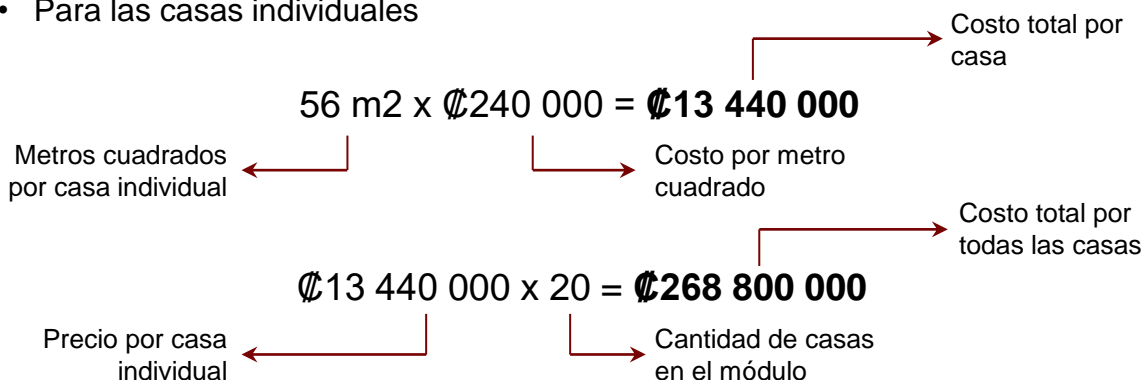 • Para las casas individuales
Costo total por
casa
56 m2 x ₡240 000 = ₡13 440 000
Metros cuadrados
por casa individual
Costo por metro
cuadrado
Costo total por
todas las casas
₡13 440 000 x 20 = ₡268 800 000
Precio por casa
individual
Cantidad de casas
en el módulo